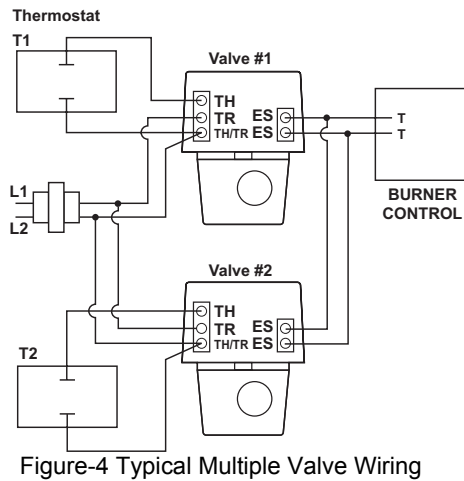 Thermostat
T1
Valve #1
TH
TR
TH/TR
ES
ES
T
T
BURNER
CONTROL
L1
L2
Valve #2
TH
TR
TH/TR
ES
ES
T2
Figure-4 Typical Multiple Valve Wiring